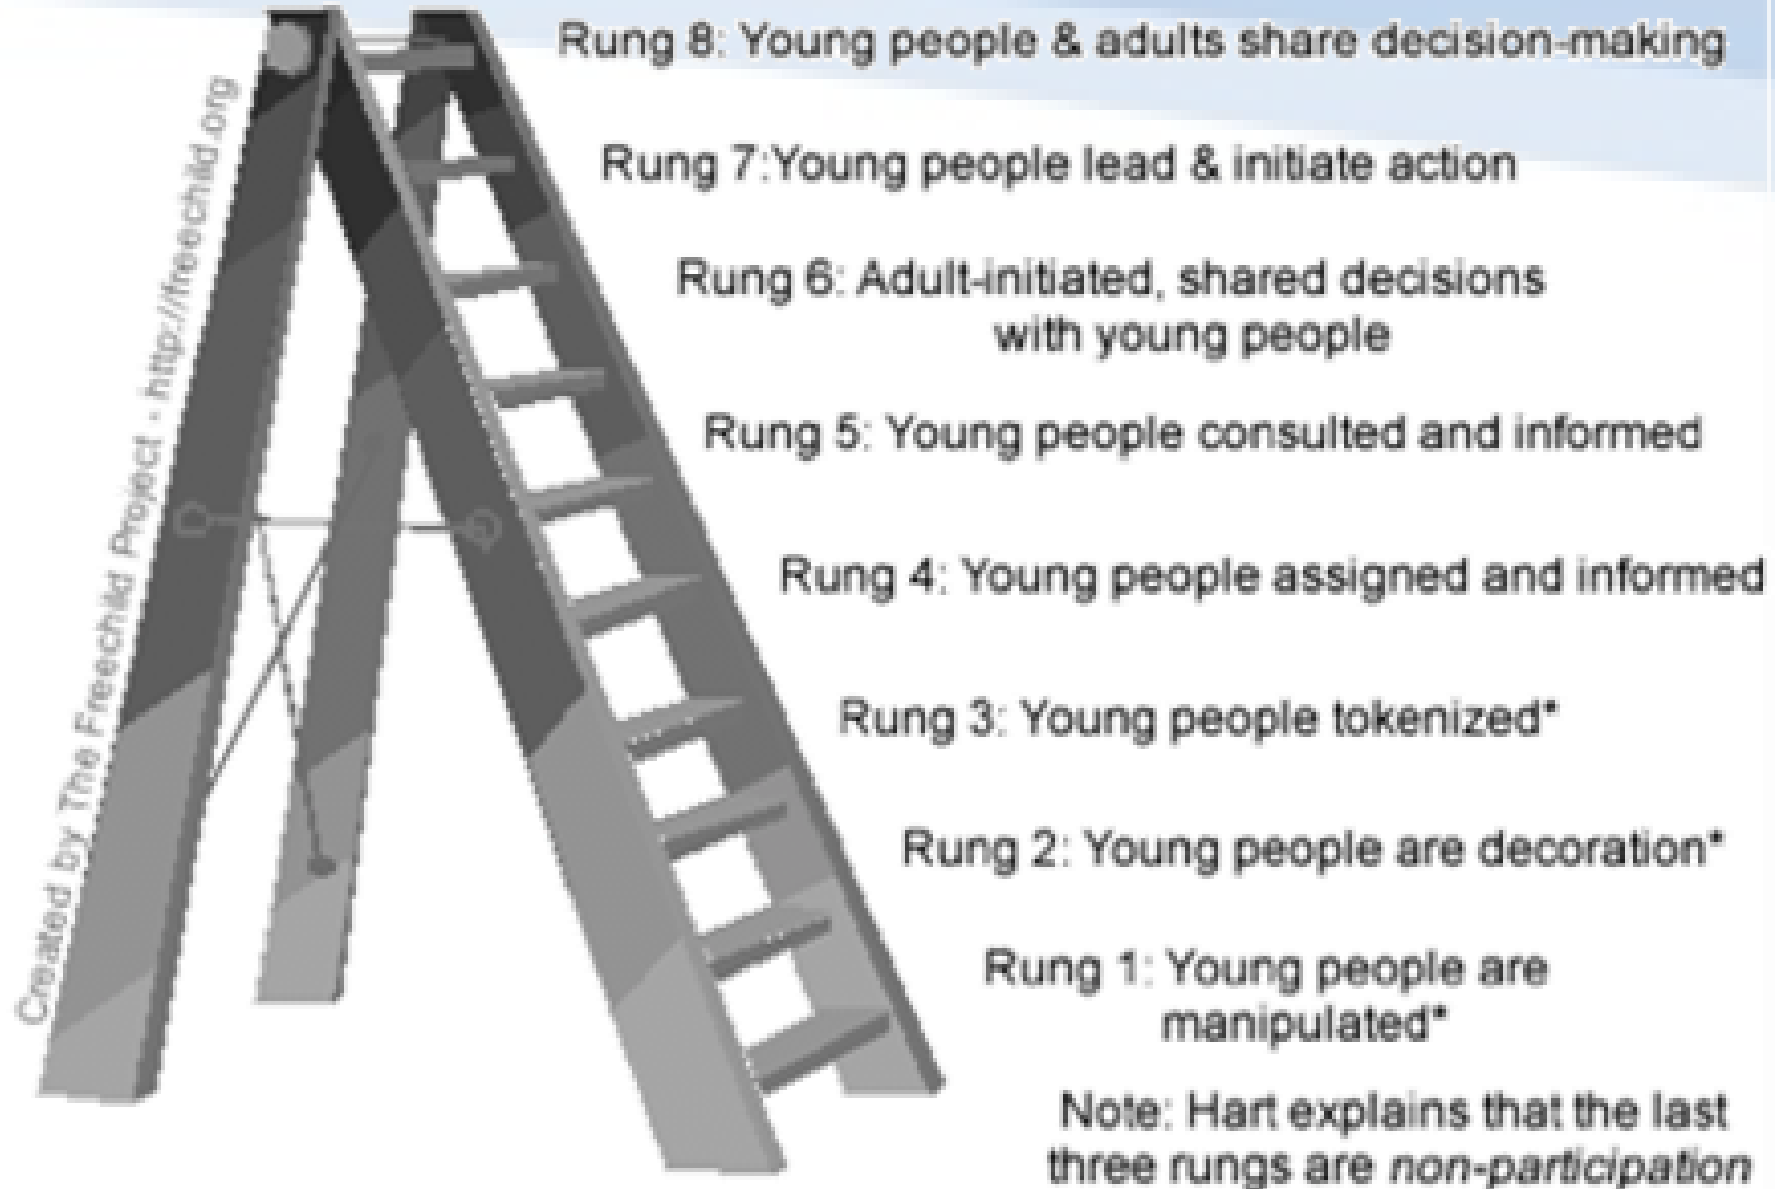 Rung 8: Young people & adults share decision-making
Rung 7:Young people lead & initiate action
Rung 6: Adult-initiated, shared decisions
with young people
Rung 5: Young people consulted and informed
Rung 4: Young people assigned and informed
Rung 3: Young people tokenized*
Rung 2: Young people are decoration*
Rung 1: Young people are
manipulated*
Note: Hart explains that the last
three rungs are non-participation
Created by The Freechild Project - http://freechild.org